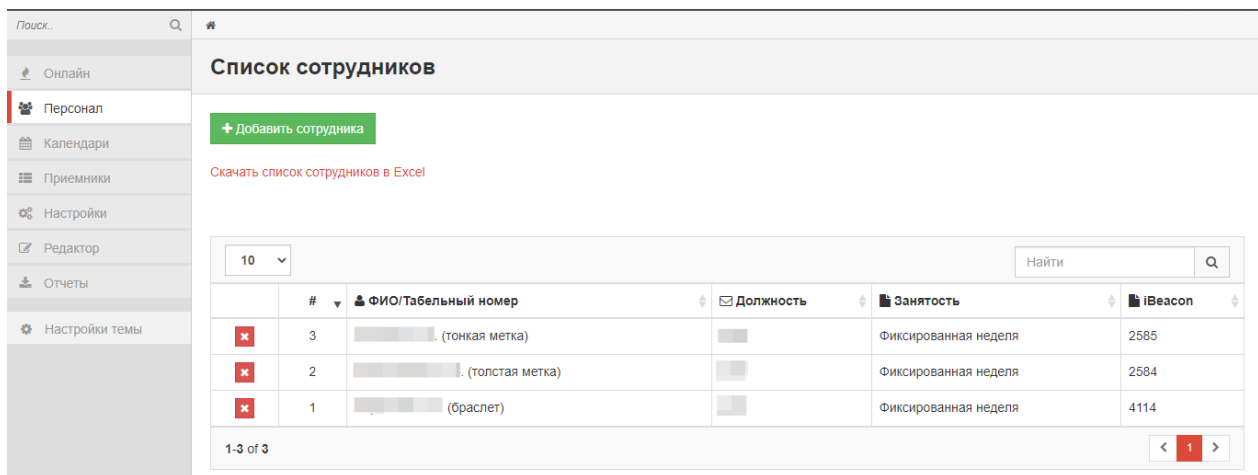 Поиск..
Онлайн
Персонал
Календари
Приемники
Настройки
Редактор
Отчеты
Настройки темы
Список сотрудников
Добавить сотрудника
Скачать список сотрудников в Excel
10 Найти
# ФИО/Табельный номер Должность Занятость iBeacon
3 . (тонкая метка) Фиксированная неделя 2585
2 . (толстая метка) Фиксированная неделя 2584
1 (браслет) Фиксированная неделя 4114
1-3 of 3 < 1 >